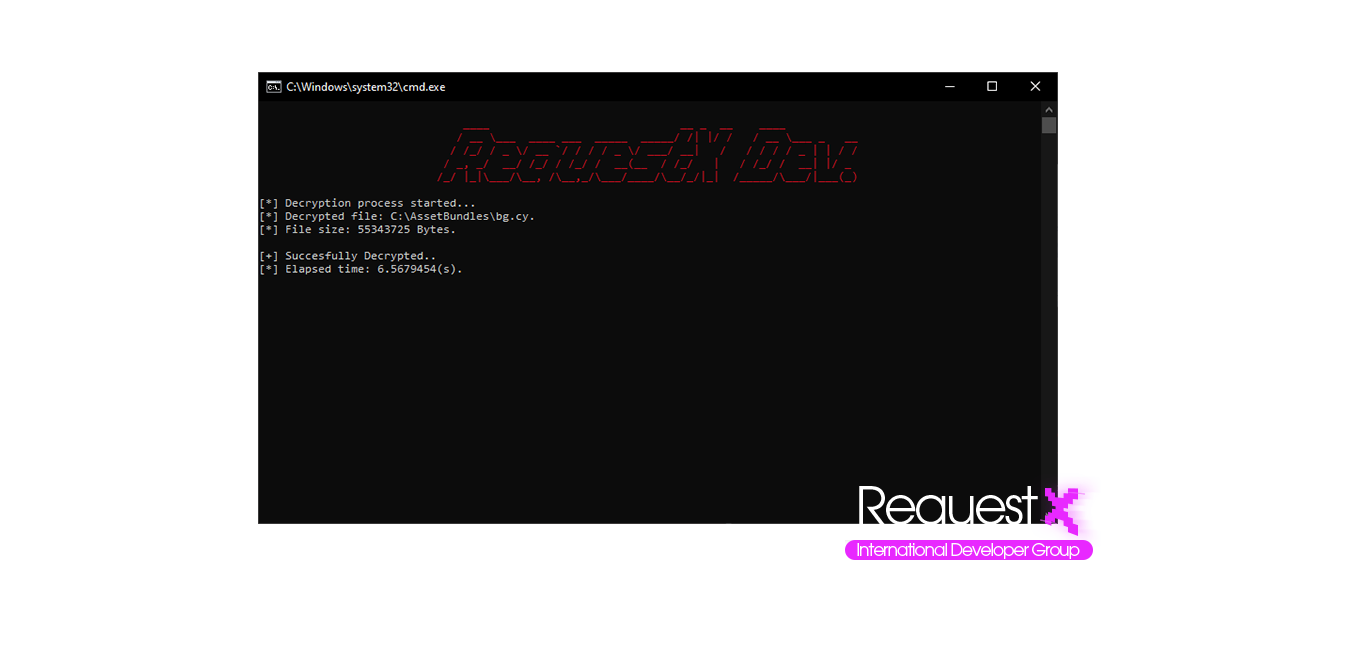 C:\Windows\system32\cmd.exe
RequestX Dev.
[*] Decryption process started...
[*] Decrypted file: C:\AssetBundles\bg.cy.
[*] File size: 55343725 Bytes.
[+] Succesfully Decrypted..
[*] Elapsed time: 6.5679454(s).
RequestX
International Developer Group